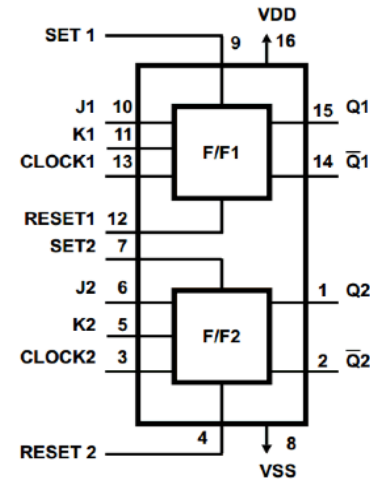 VDD
SET 1 9 16
J1 10 15 Q1
K1 11
F/F1
CLOCK1 13 14 Q̅1
RESET1 12
SET2 7
J2 6 1 Q2
K2 5
F/F2
CLOCK2 3 2 Q̅2
4 8
RESET 2
VSS